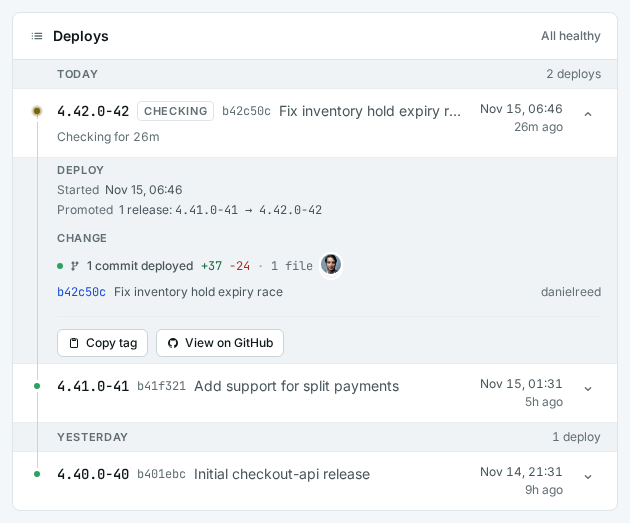 Deploys All healthy
TODAY 2 deploys
4.42.0-42 CHECKING b42c50c Fix inventory hold expiry r... Nov 15, 06:46
Checking for 26m 26m ago
DEPLOY
Started Nov 15, 06:46
Promoted 1 release: 4.41.0-41 → 4.42.0-42
CHANGE
1 commit deployed +37 -24 · 1 file
b42c50c Fix inventory hold expiry race danielreed
Copy tag View on GitHub
4.41.0-41 b41f321 Add support for split payments Nov 15, 01:31
5h ago
YESTERDAY 1 deploy
4.40.0-40 b401ebc Initial checkout-api release Nov 14, 21:31
9h ago